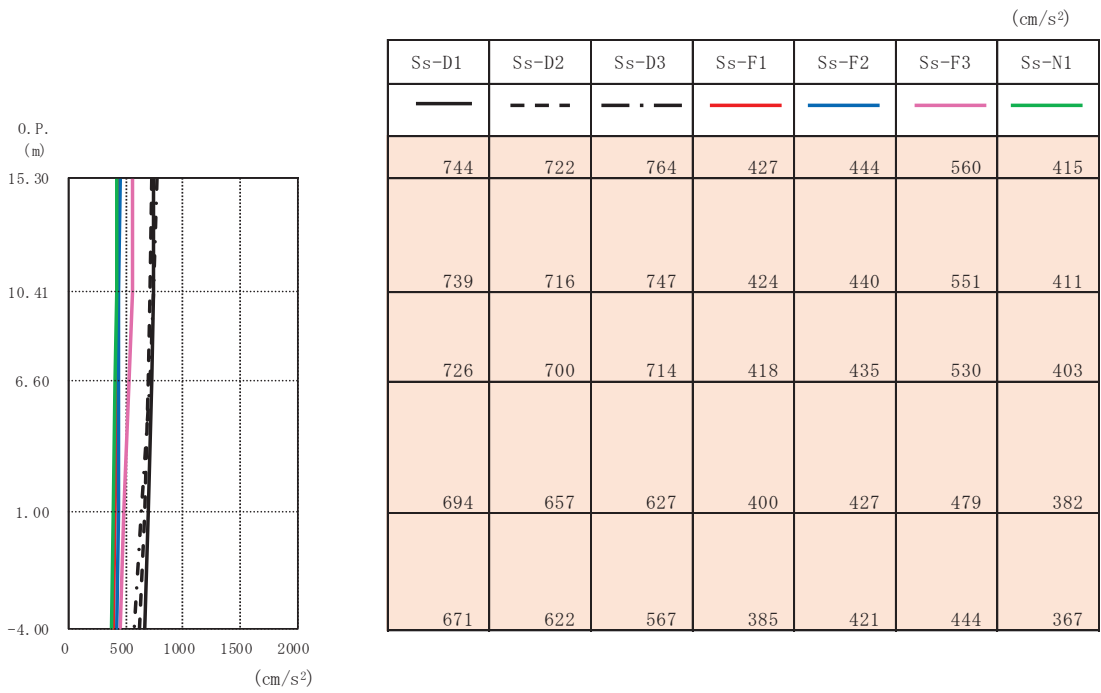 (cm/s²)
Ss-D1 Ss-D2 Ss-D3 Ss-F1 Ss-F2 Ss-F3 Ss-N1
O.P.
(m)
744 722 764 427 444 560 415
15.30
739 716 747 424 440 551 411
10.41
726 700 714 418 435 530 403
6.60
694 657 627 400 427 479 382
1.00
671 622 567 385 421 444 367
-4.00
0 500 1000 1500 2000
(cm/s²)